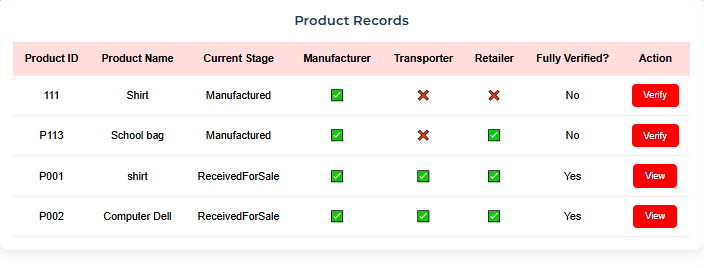 Product Records
Product ID Product Name Current Stage Manufacturer Transporter Retailer Fully Verified? Action
111 Shirt Manufactured ✅ ❌ ❌ No Verify
P113 School bag Manufactured ✅ ❌ ✅ No Verify
P001 shirt ReceivedForSale ✅ ✅ ✅ Yes View
P002 Computer Dell ReceivedForSale ✅ ✅ ✅ Yes View